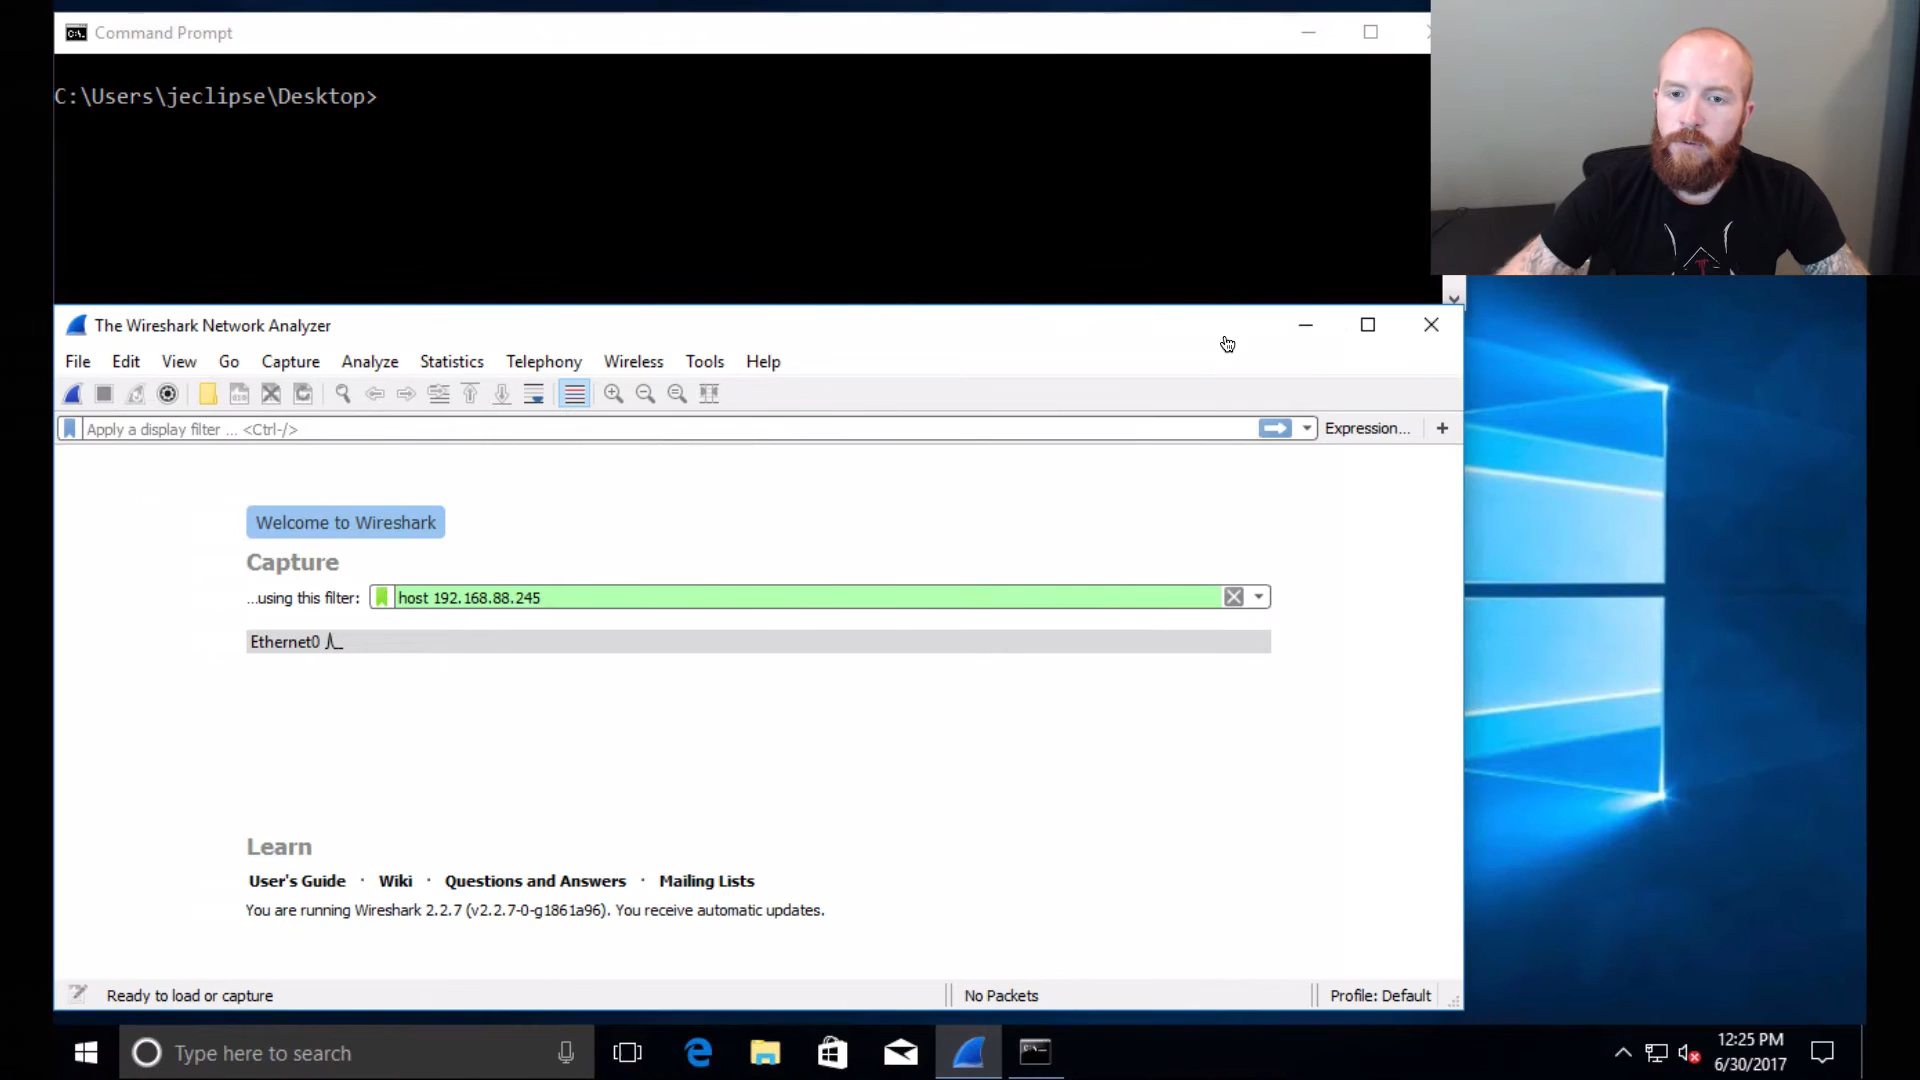 Command Prompt
C:\Users\jeclipse\Desktop>
The Wireshark Network Analyzer
File Edit View Go Capture Analyze Statistics Telephony Wireless Tools Help
Apply a display filter ... <Ctrl-/>
Expression...
Welcome to Wireshark
Capture
...using this filter: host 192.168.88.245
Ethernet0
Learn
User's Guide · Wiki · Questions and Answers · Mailing Lists
You are running Wireshark 2.2.7 (v2.2.7-0-g1861a96). You receive automatic updates.
Ready to load or capture
No Packets
Profile: Default
Type here to search
12:25 PM
6/30/2017